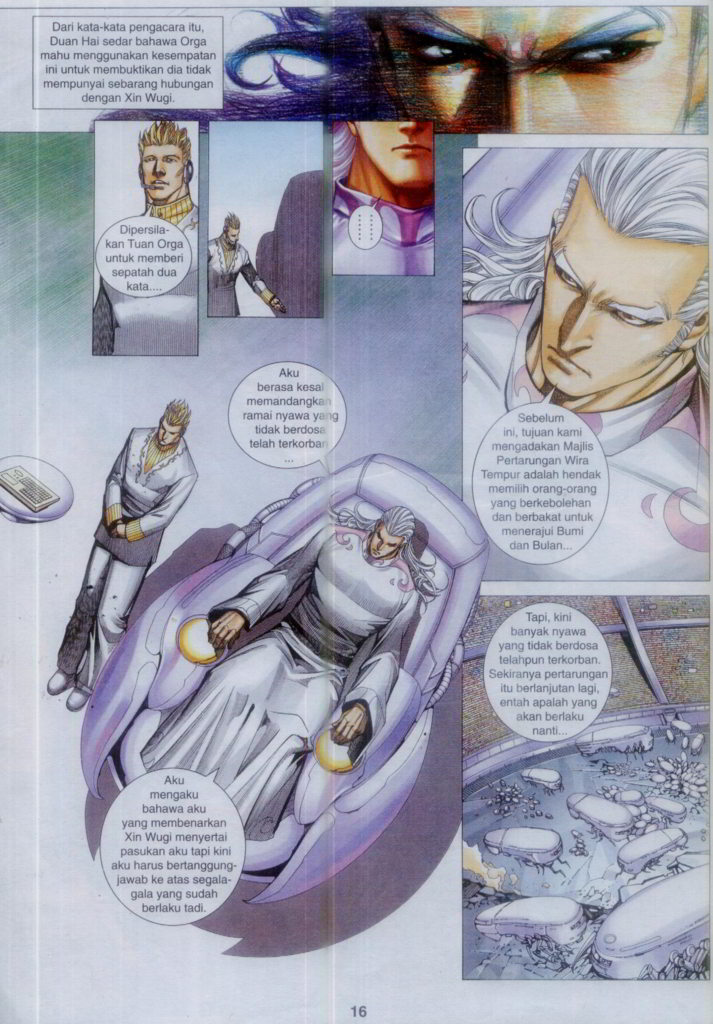 Dari kata-kata pengacara itu,
Duan Hai sedar bahawa Orga
mahu menggunakan kesempatan
ini untuk membuktikan dia tidak
mempunyai sebarang hubungan
dengan Xin Wugi.
Dipersila-
kan Tuan Orga
untuk memberi
sepatah dua
kata....
Sebelum
ini, tujuan kami
mengadakan Majlis
Pertarungan Wira
Tempur adalah hendak
memilih orang-orang
yang berkebolehan
dan berbakat untuk
menerajui Bumi
dan Bulan...
Aku
berasa kesal
memandangkan
ramai nyawa yang
tidak berdosa
telah terkorban
...
Tapi, kini
banyak nyawa
yang tidak berdosa
telahpun terkorban.
Sekiranya pertarungan
itu berlanjutan lagi,
entah apalah yang
akan berlaku
nanti...
Aku
mengaku
bahawa aku
yang membenarkan
Xin Wugi menyertai
pasukan aku tapi kini
aku harus bertanggung-
jawab ke atas segala-
gala yang sudah
berlaku tadi.
16